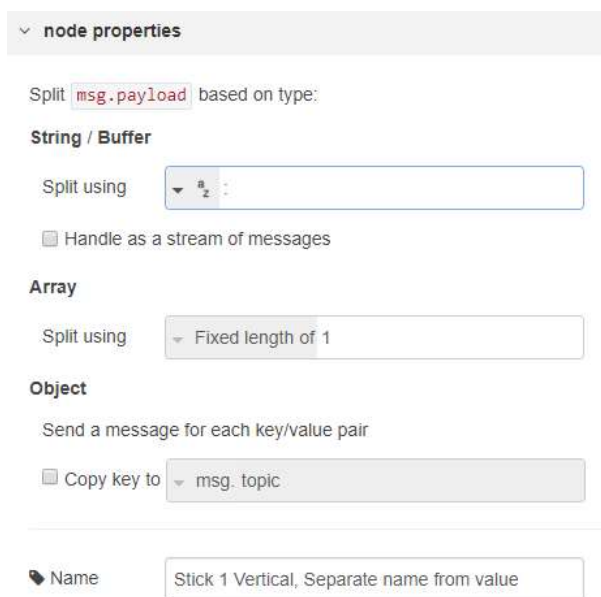 node properties
Split msg.payload based on type:
String / Buffer
Split using az :
Handle as a stream of messages
Array
Split using Fixed length of 1
Object
Send a message for each key/value pair
Copy key to msg. topic
Name Stick 1 Vertical, Separate name from value